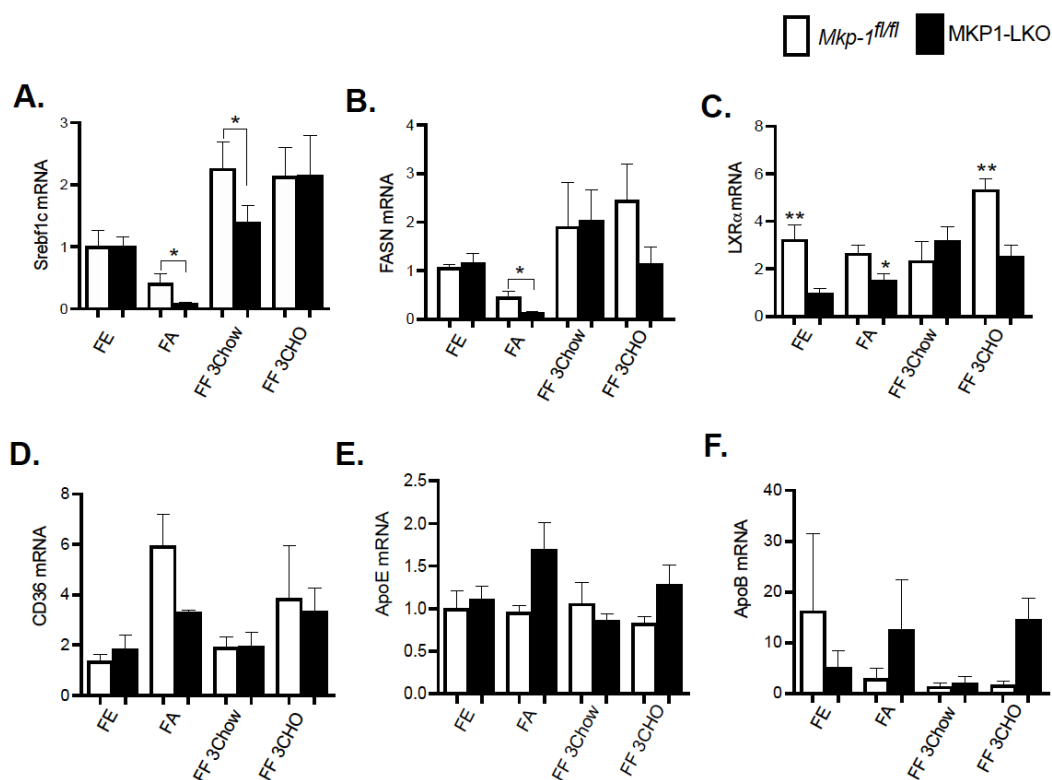 Mkp-1fl/fl MKP1-LKO
A.
Srebf1c mRNA
3
2
1
0
*
*
FE FA FF 3Chow FF 3CHO
B.
FASN mRNA
4
3
2
1
0
*
FE FA FF 3Chow FF 3CHO
C.
LXRα mRNA
8
6
4
2
0
**
*
**
FE FA FF 3Chow FF 3CHO
D.
CD36 mRNA
8
6
4
2
0
FE FA FF 3Chow FF 3CHO
E.
ApoE mRNA
2.5
2.0
1.5
1.0
0.5
0.0
FE FA FF 3Chow FF 3CHO
F.
ApoB mRNA
40
30
20
10
0
FE FA FF 3Chow FF 3CHO